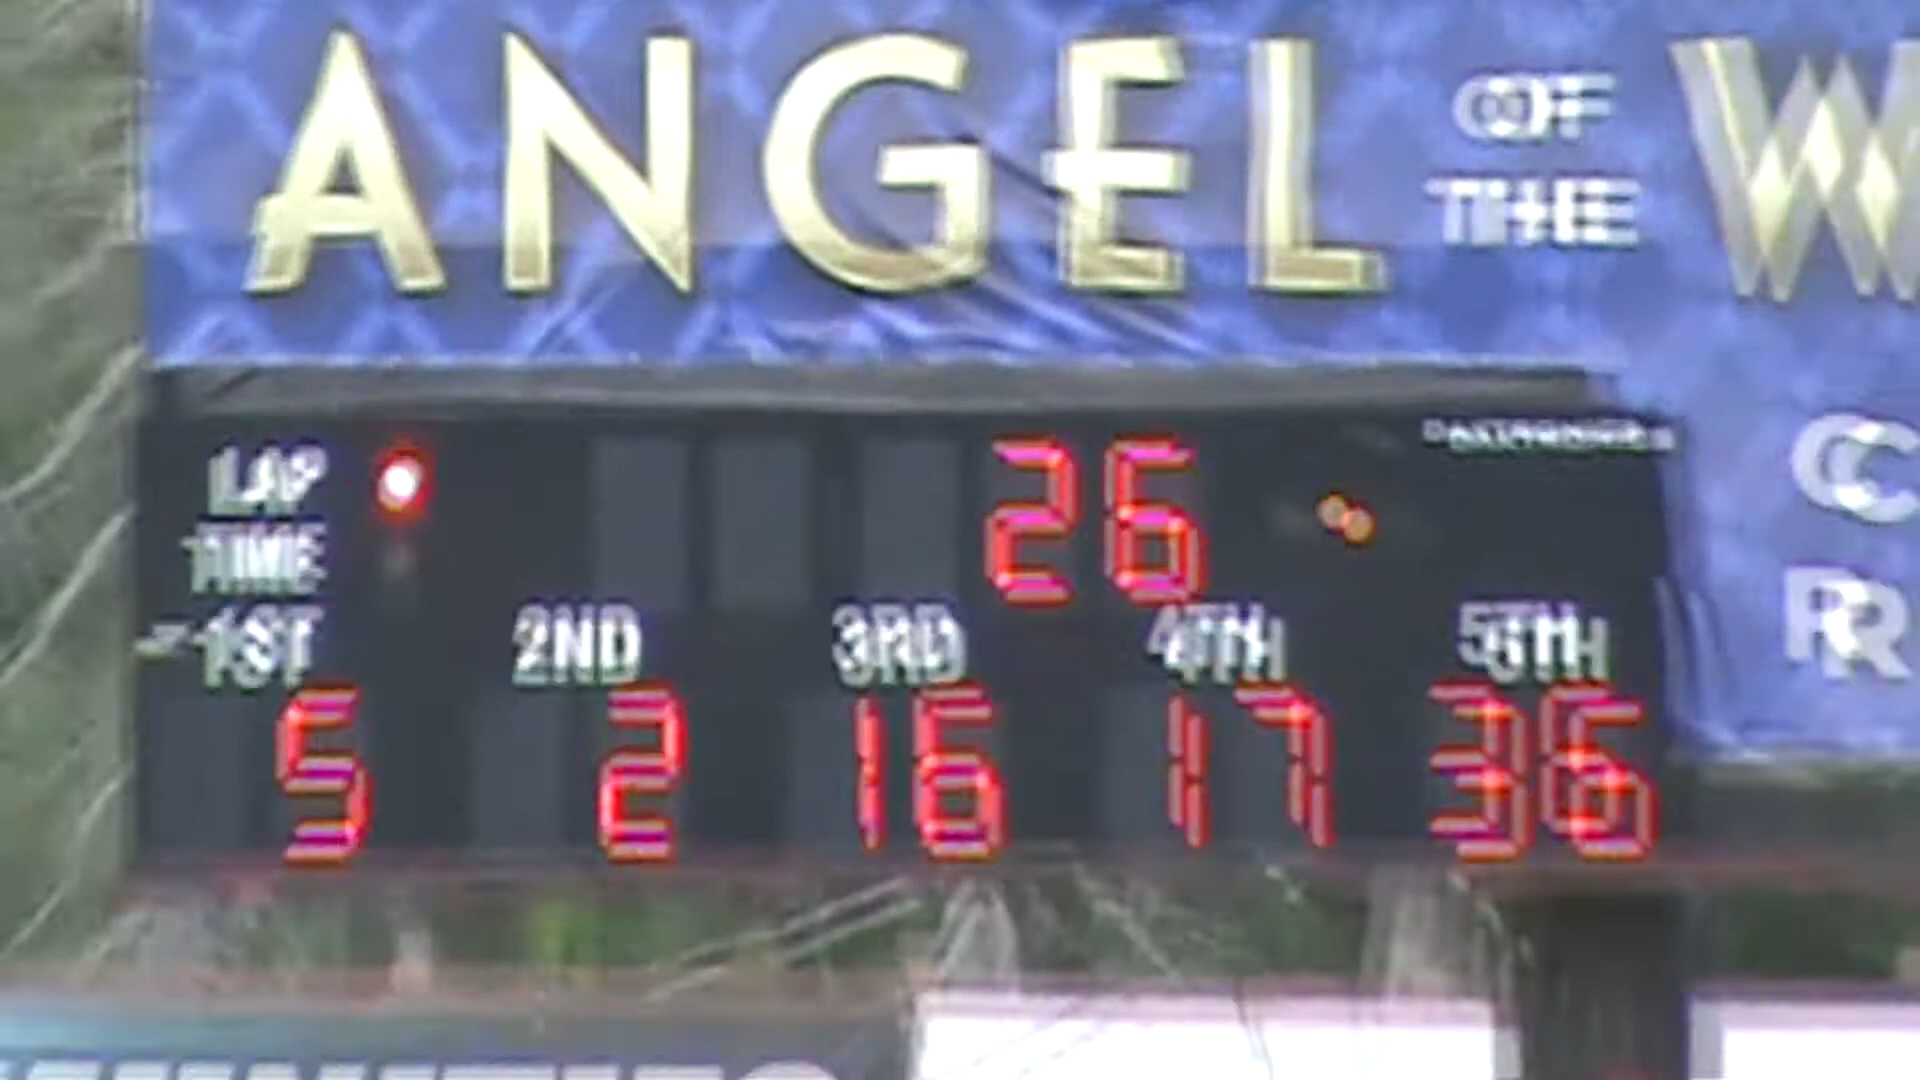 ANGEL OF THE
LAP 26
TIME
1ST 2ND 3RD 4TH 5TH
5 2 16 17 36